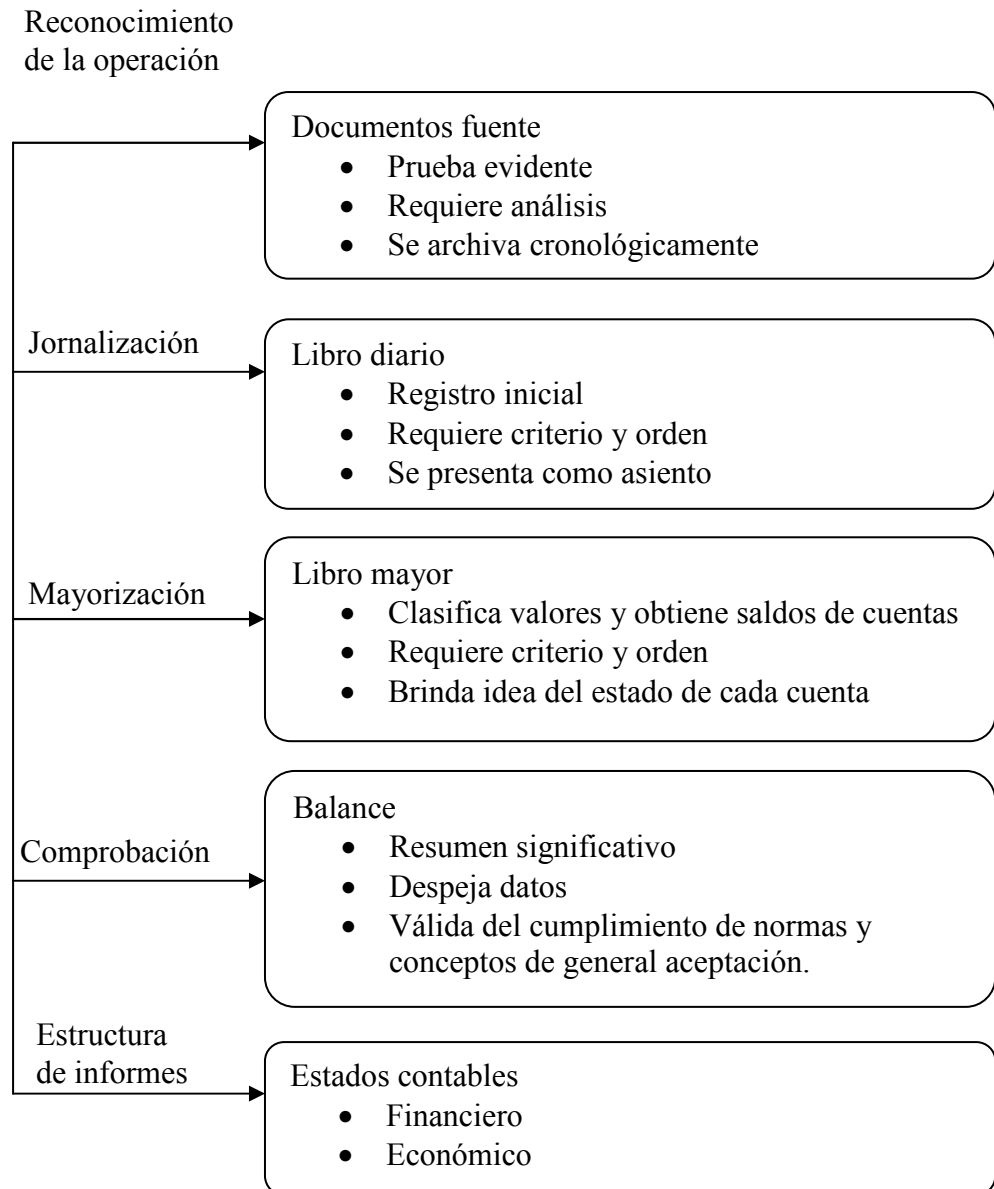 Reconocimiento
de la operación
Documentos fuente
• Prueba evidente
• Requiere análisis
• Se archiva cronológicamente
Jornalización
Libro diario
• Registro inicial
• Requiere criterio y orden
• Se presenta como asiento
Mayorización
Libro mayor
• Clasifica valores y obtiene saldos de cuentas
• Requiere criterio y orden
• Brinda idea del estado de cada cuenta
Comprobación
Balance
• Resumen significativo
• Despeja datos
• Válida del cumplimiento de normas y
conceptos de general aceptación.
Estructura
de informes
Estados contables
• Financiero
• Económico